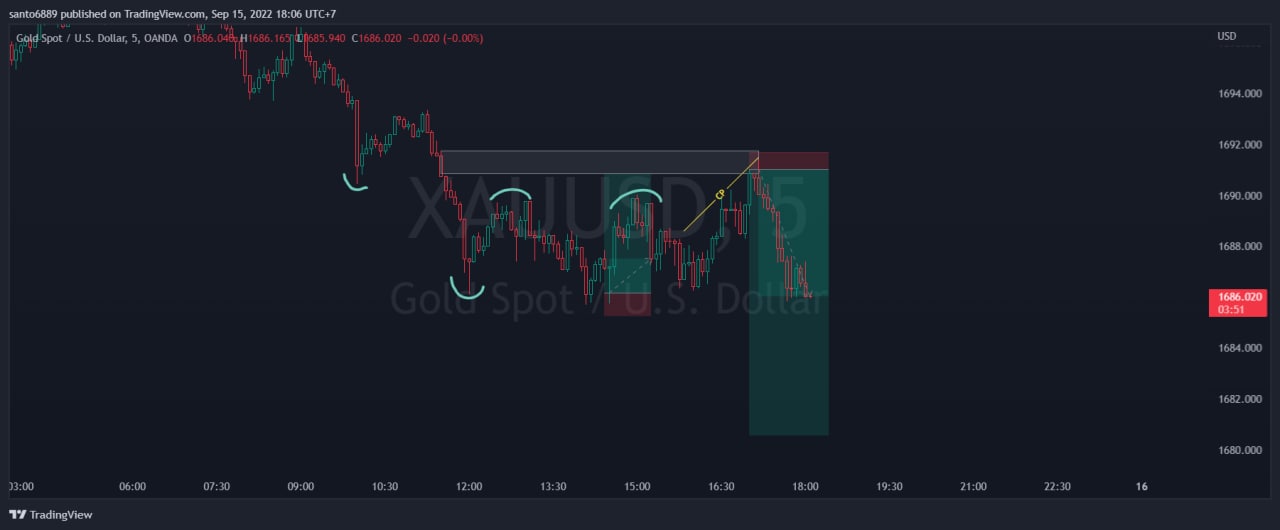 santo6889 published on TradingView.com, Sep 15, 2022 18:06 UTC+7
Gold Spot / U.S. Dollar, 5, OANDA O1686.040 H1686.165 L1685.940 C1686.020 -0.020 (-0.00%)
USD
1694.000
1692.000
1690.000
1688.000
1686.020
03:51
1684.000
1682.000
1680.000
XAUUSD, 5
Gold Spot / U.S. Dollar
CP
03:00 06:00 07:30 09:00 10:30 12:00 13:30 15:00 16:30 18:00 19:30 21:00 22:30 16
TradingView